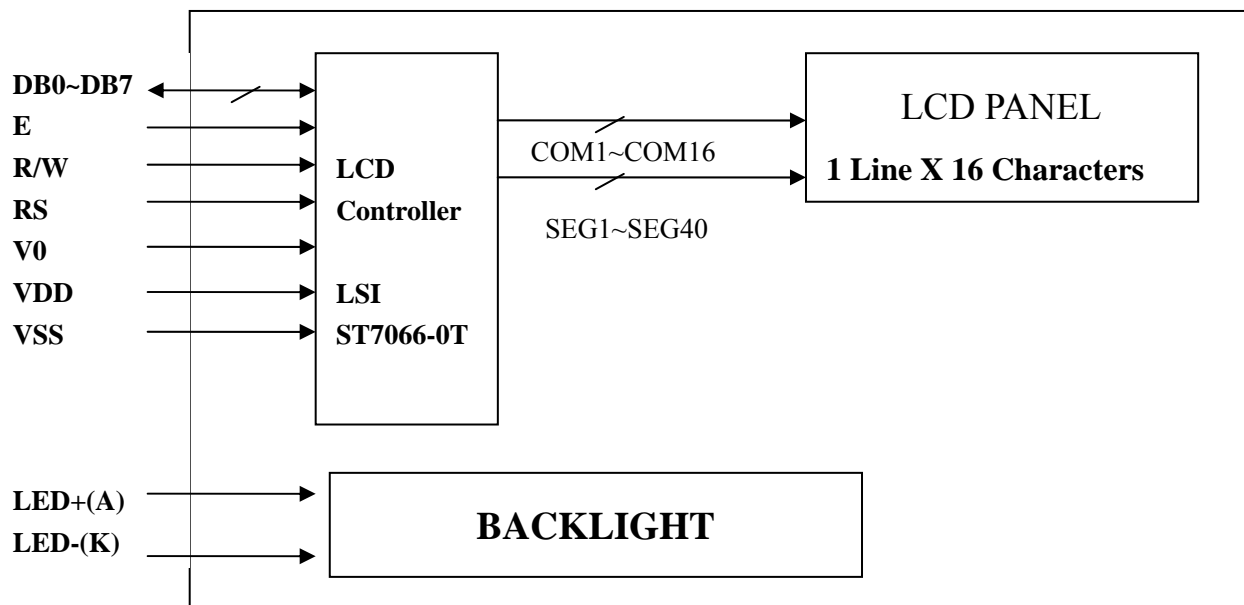 DB0~DB7
E
R/W
RS
V0
VDD
VSS
LCD
Controller
LSI
ST7066-0T
COM1~COM16
SEG1~SEG40
LCD PANEL
1 Line X 16 Characters
LED+(A)
LED-(K)
BACKLIGHT